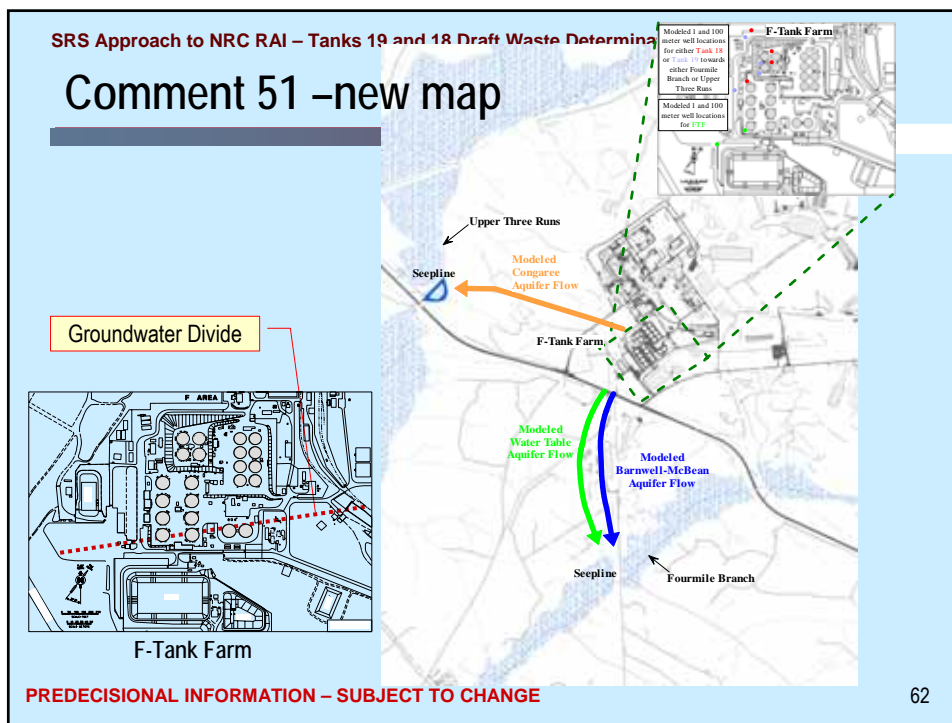 SRS Approach to NRC RAI – Tanks 19 and 18 Draft Waste Determina
Comment 51 –new map
Modeled 1 and 100
meter well locations
for either Tank 18
or Tank 19 towards
either Fourmile
Branch or Upper
Three Runs
Modeled 1 and 100
meter well locations
for FTF
F-Tank Farm
Upper Three Runs
Seepline
Modeled
Congaree
Aquifer Flow
F-Tank Farm
Groundwater Divide
F AREA
Modeled
Water Table
Aquifer Flow
Modeled
Barnwell-McBean
Aquifer Flow
Seepline
Fourmile Branch
F-Tank Farm
PREDECISIONAL INFORMATION – SUBJECT TO CHANGE
62